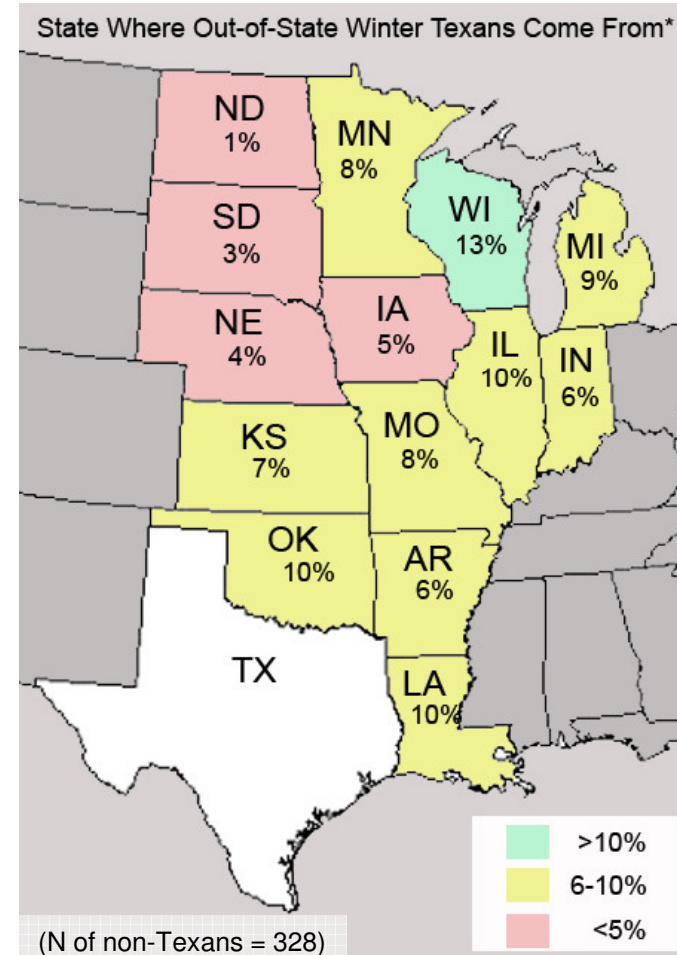 State Where Out-of-State Winter Texans Come From*
ND
1%
MN
8%
SD
3%
WI
13%
MI
9%
NE
4%
IA
5%
IL
10%
IN
6%
KS
7%
MO
8%
OK
10%
AR
6%
TX
LA
10%
>10%
6-10%
<5%
(N of non-Texans = 328)